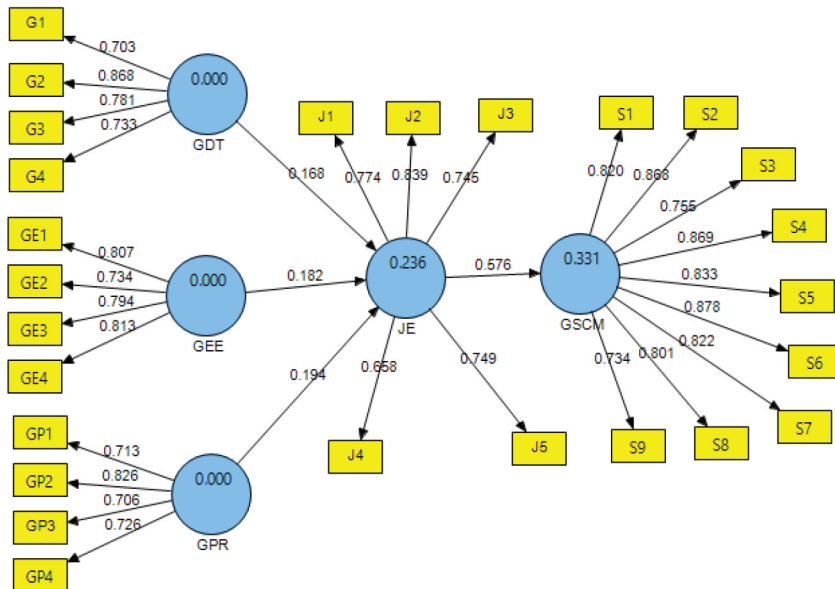 G1
0.703
G2
0.868
G3
0.781
G4
0.733
0.000
GDT
0.168
GE1
0.807
GE2
0.734
GE3
0.794
GE4
0.813
0.000
GEE
0.182
GP1
0.713
GP2
0.826
GP3
0.706
GP4
0.726
0.000
GPR
0.194
J1
J2
J3
0.774
0.839
0.745
0.236
JE
0.658
0.749
J4
J5
0.576
0.331
GSCM
S1
0.820
S2
0.868
S3
0.755
S4
0.869
S5
0.833
S6
0.878
S7
0.822
S8
0.801
S9
0.734